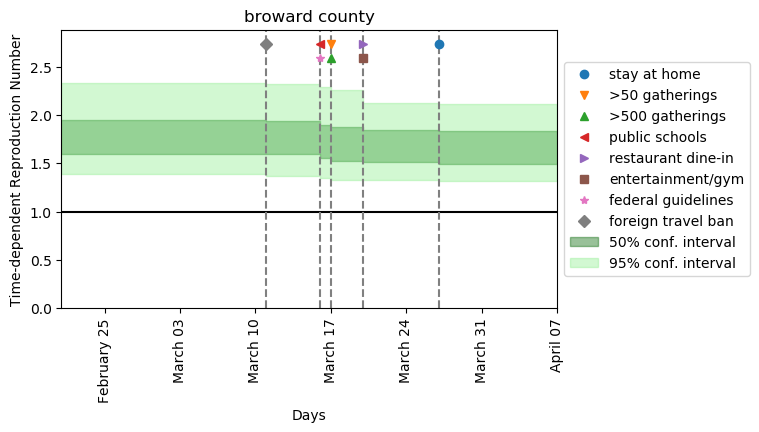 broward county
Time-dependent Reproduction Number
2.5
2.0
1.5
1.0
0.5
0.0
February 25
March 03
March 10
March 17
March 24
March 31
April 07
Days
stay at home
>50 gatherings
>500 gatherings
public schools
restaurant dine-in
entertainment/gym
federal guidelines
foreign travel ban
50% conf. interval
95% conf. interval